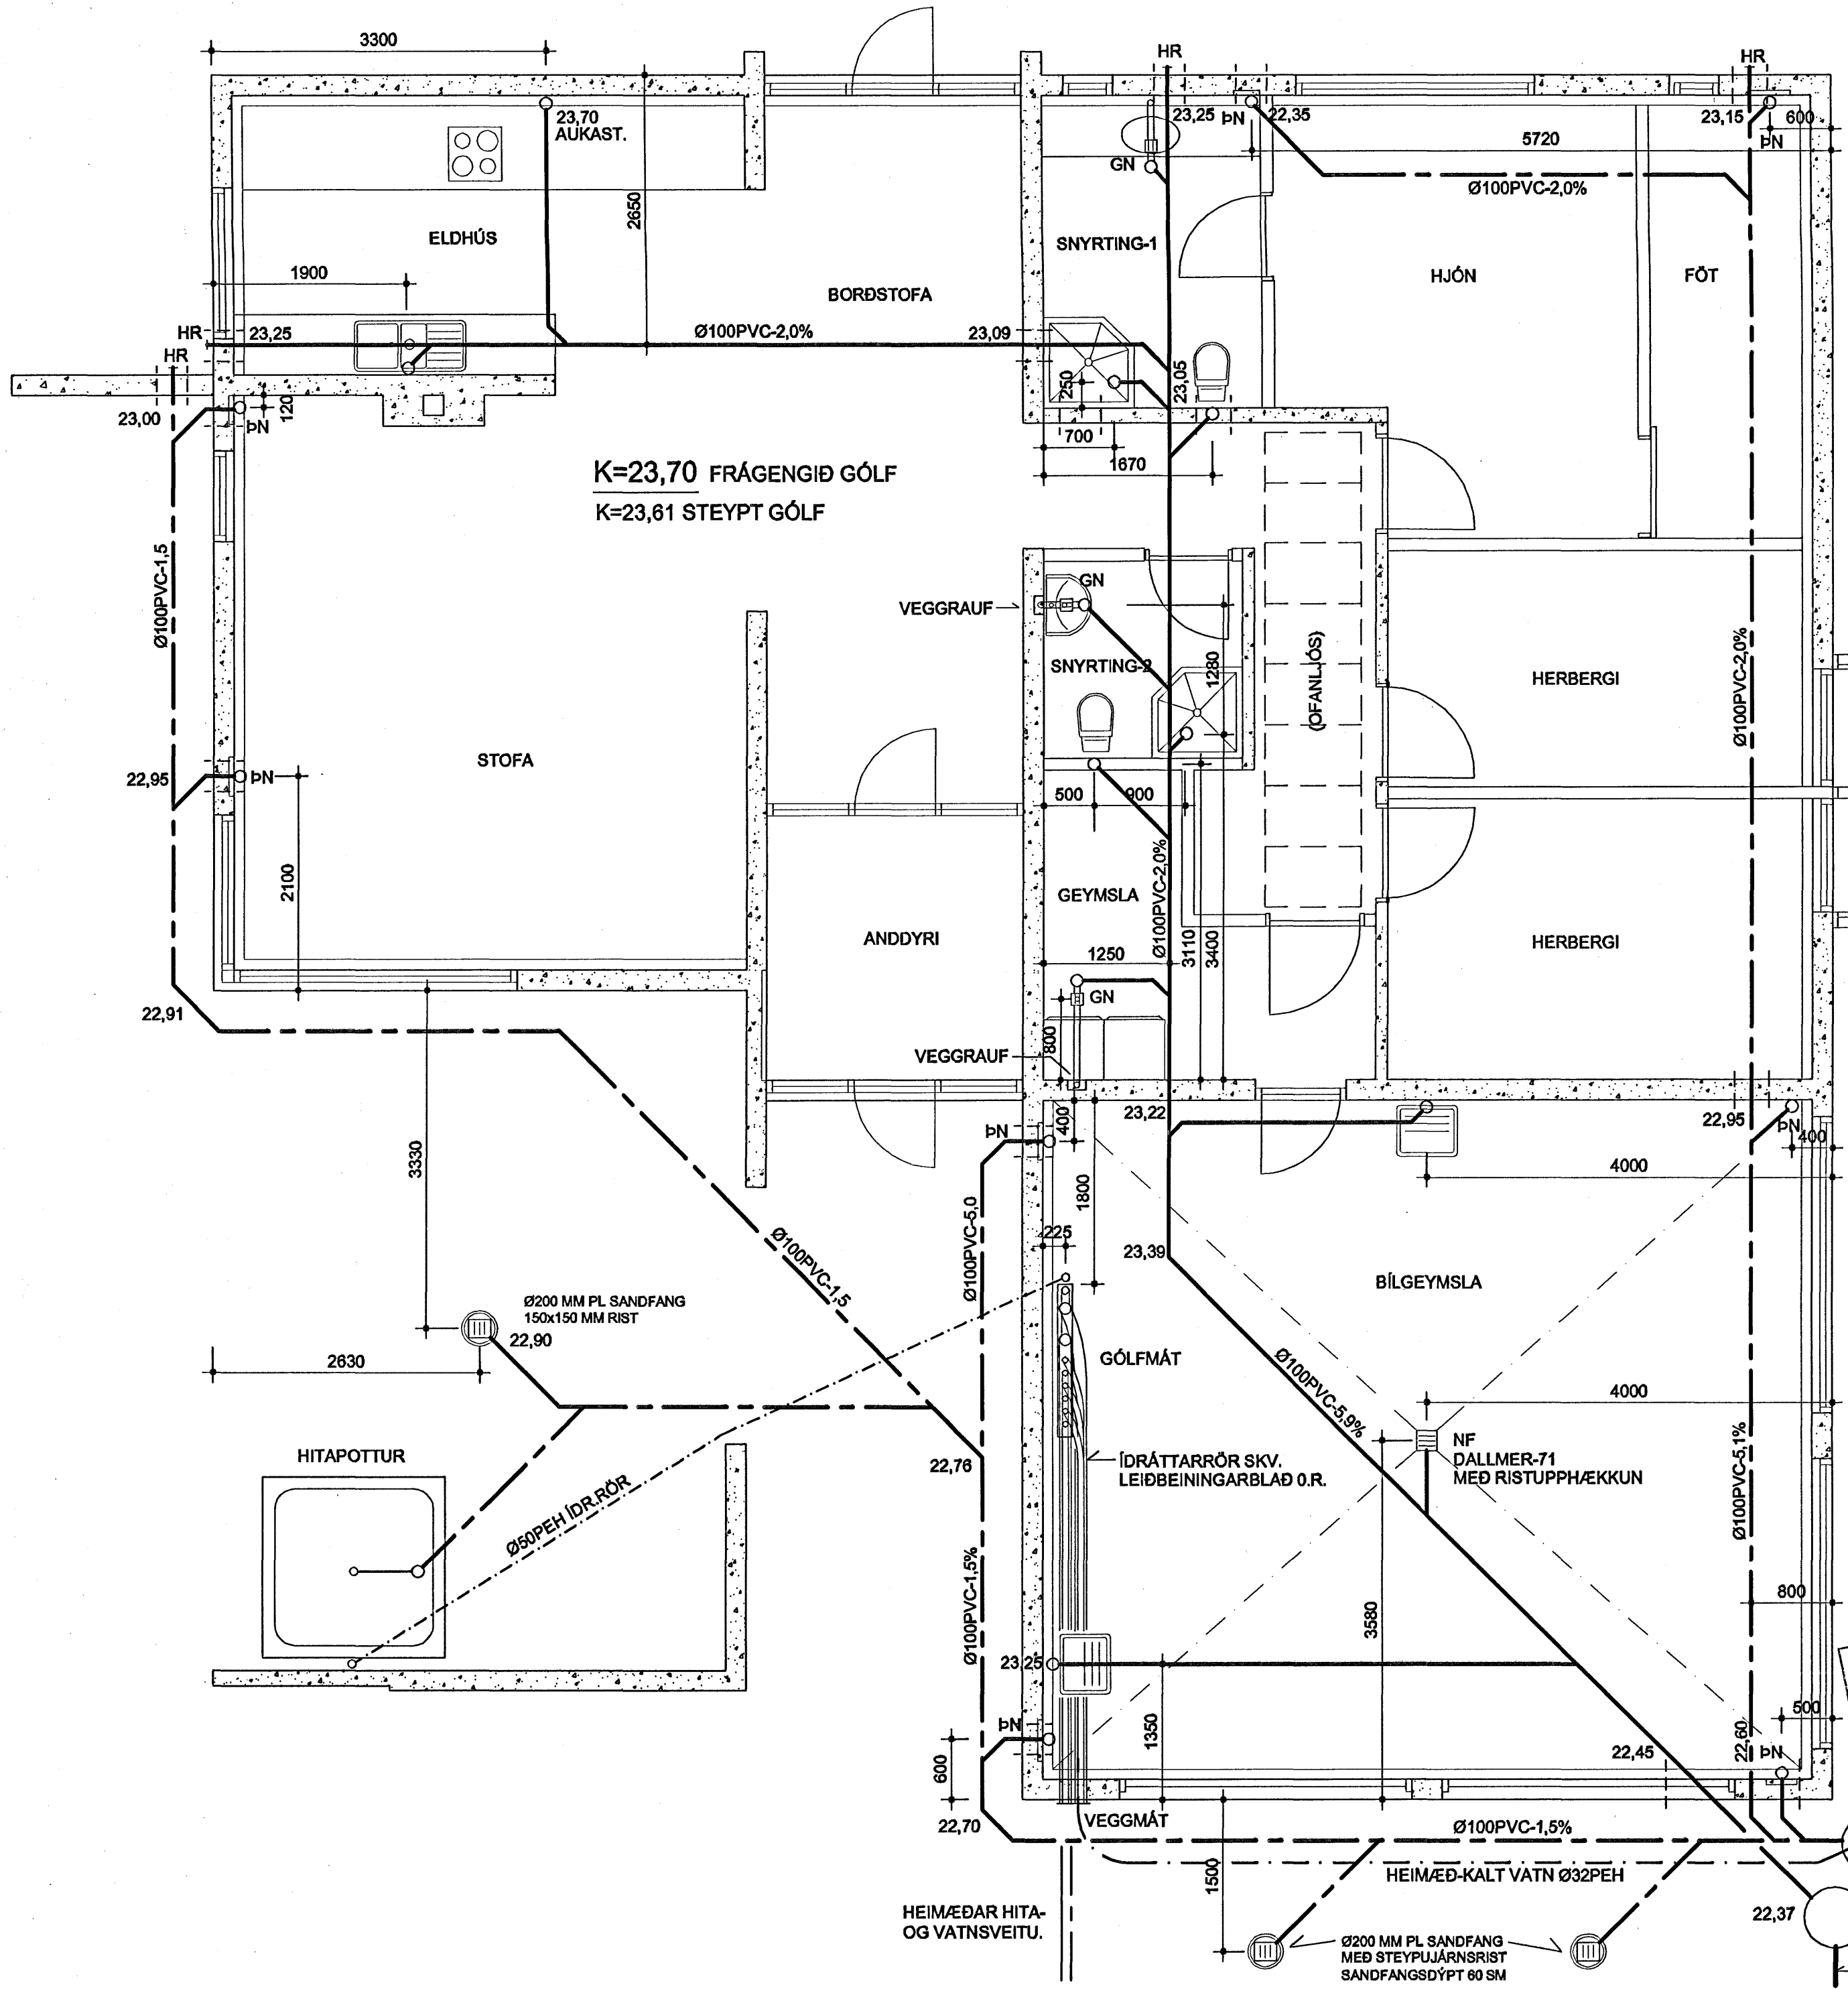 3300
HR
HR
23,70
AUKAST.
23,25
ÞN
22,35
23,15
600
ÞN
5720
GN
Ø100PVC-2,0%
2650
ELDHÚS
SNYRTING-1
1900
BORÐSTOFA
HJÓN
FÖT
HR
23,25
Ø100PVC-2,0%
23,09
HR
23,05
250
120
23,00
ÞN
700
1670
K=23,70 FRÁGENGIÐ GÓLF
K=23,61 STEYPT GÓLF
Ø100PVC-1,5
GN
VEGGRAUF
SNYRTING-2
1280
(OFANLJÓS)
HERBERGI
Ø100PVC-2,0%
STOFA
22,95
ÞN
500
900
2100
Ø100PVC-2,0%
GEYMSLA
ANDDYRI
HERBERGI
1250
3110
3400
GN
22,91
800
VEGGRAUF
23,22
22,95
400
ÞN
ÞN
400
3330
4000
1800
Ø100PVC-5,0
225
Ø100PVC-1,5
23,39
BÍLGEYMSLA
Ø200 MM PL SANDFANG
150x150 MM RIST
22,90
2630
GÓLFMÁT
Ø100PVC-5,9%
4000
HITAPOTTUR
22,76
ÍDRÁTTARRÖR SKV.
LEIÐBEININGARBLAÐ O.R.
NF
DALLMER-71
MEÐ RISTUPPHÆKKUN
Ø100PVC-5,1%
Ø50PEH ÍDR.RÖR
Ø100PVC-1,5%
3580
800
23,25
500
ÞN
1350
22,45
22,60
ÞN
600
22,70
VEGGMÁT
Ø100PVC-1,5%
1500
HEIMÆÐ-KALT VATN Ø32PEH
HEIMÆÐAR HITA-
OG VATNSVEITU.
22,37
Ø200 MM PL SANDFANG
MEÐ STEYPUJÁRNSRIST
SANDFANGSDÝPT 60 SM